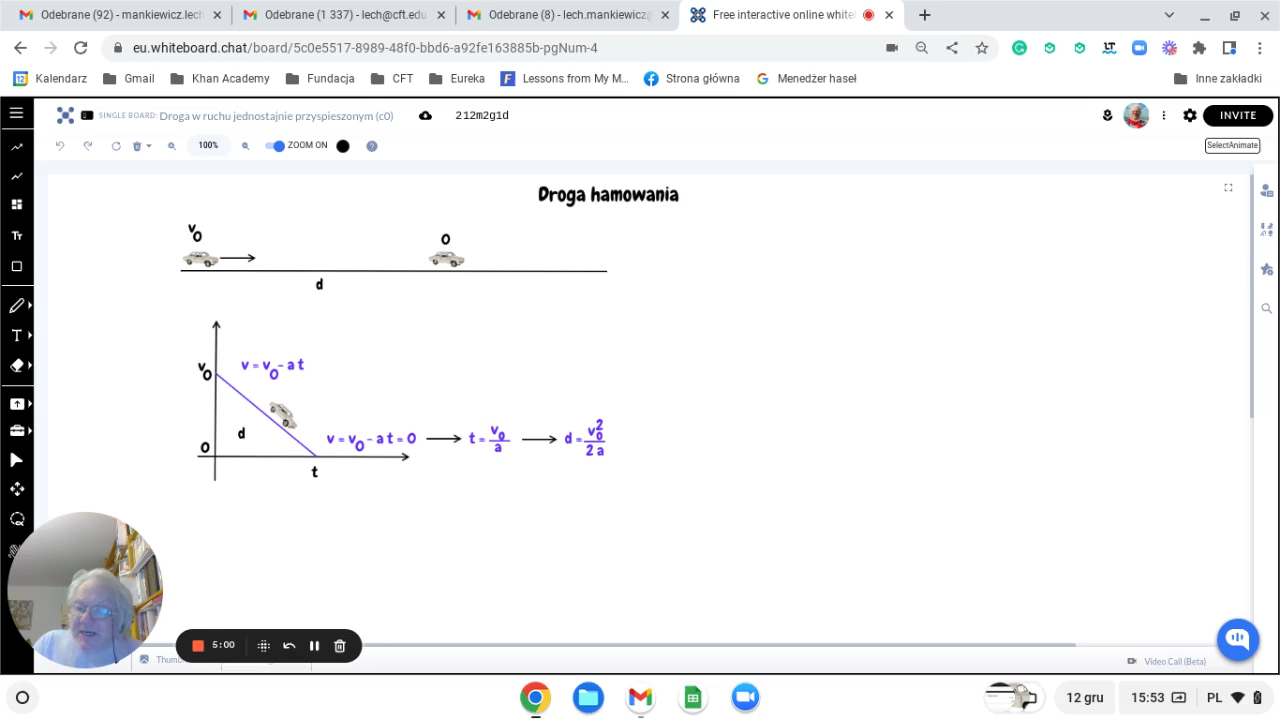 Odebrane (92) - mankiewicz.lech
Odebrane (1 337) - lech@cft.edu
Odebrane (8) - lech.mankiewicz@
Free interactive online white
eu.whiteboard.chat/board/5c0e5517-8989-48f0-bbd6-a92fe163885b-pgNum-4
Kalendarz
Gmail
Khan Academy
Fundacja
CFT
Eureka
Lessons from My M...
Strona główna
Menedżer haseł
Inne zakładki
SINGLE BOARD: Droga w ruchu jednostajnie przyspieszonym (c0)
212m2g1d
INVITE
100%
ZOOM ON
SelectAnimate
Droga hamowania
v0
0
d
v0
v = v0 - a t
d
0
v = v0 - a t = 0
t = v0/a
d = v0²/2 a
t
5:00
Thum
Video Call (Beta)
12 gru
15:53
PL